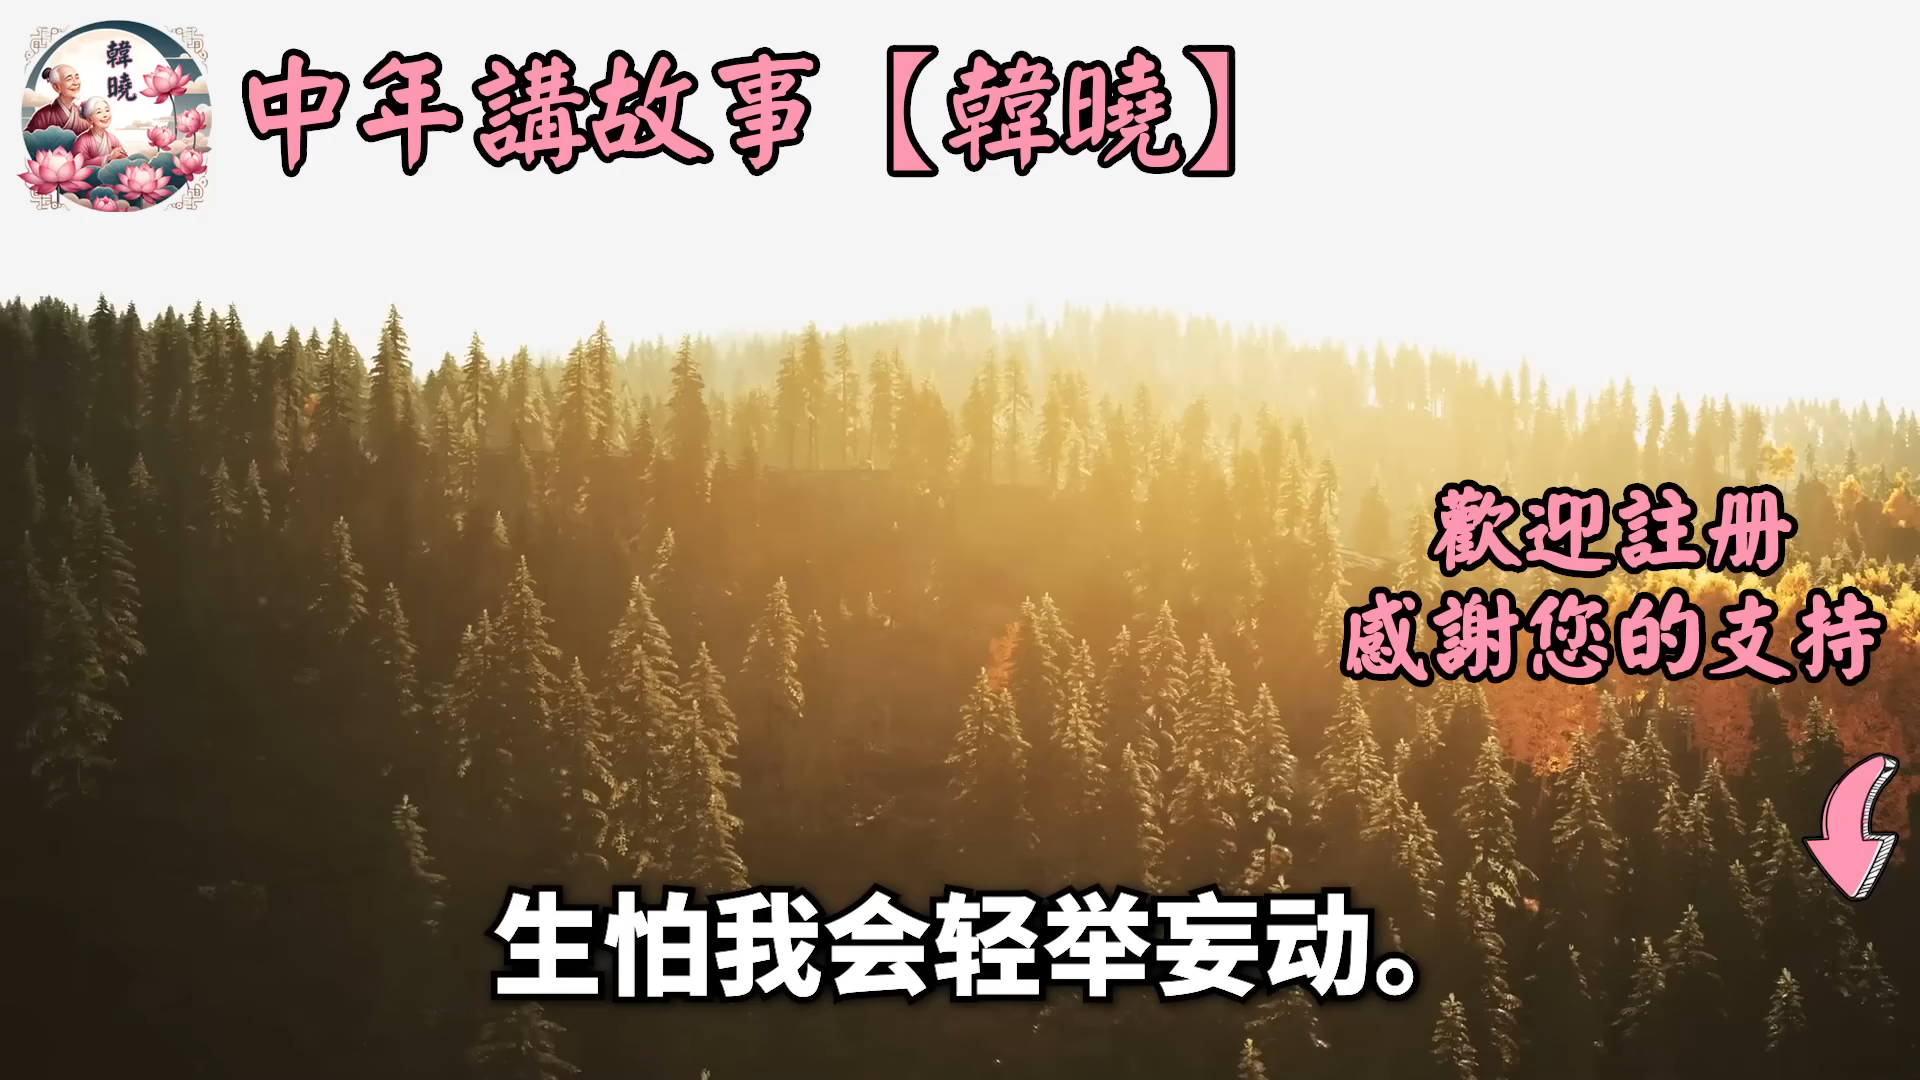 韓
曉
中年講故事【韓曉】
歡迎註册
感謝您的支持
生怕我会轻举妄动。